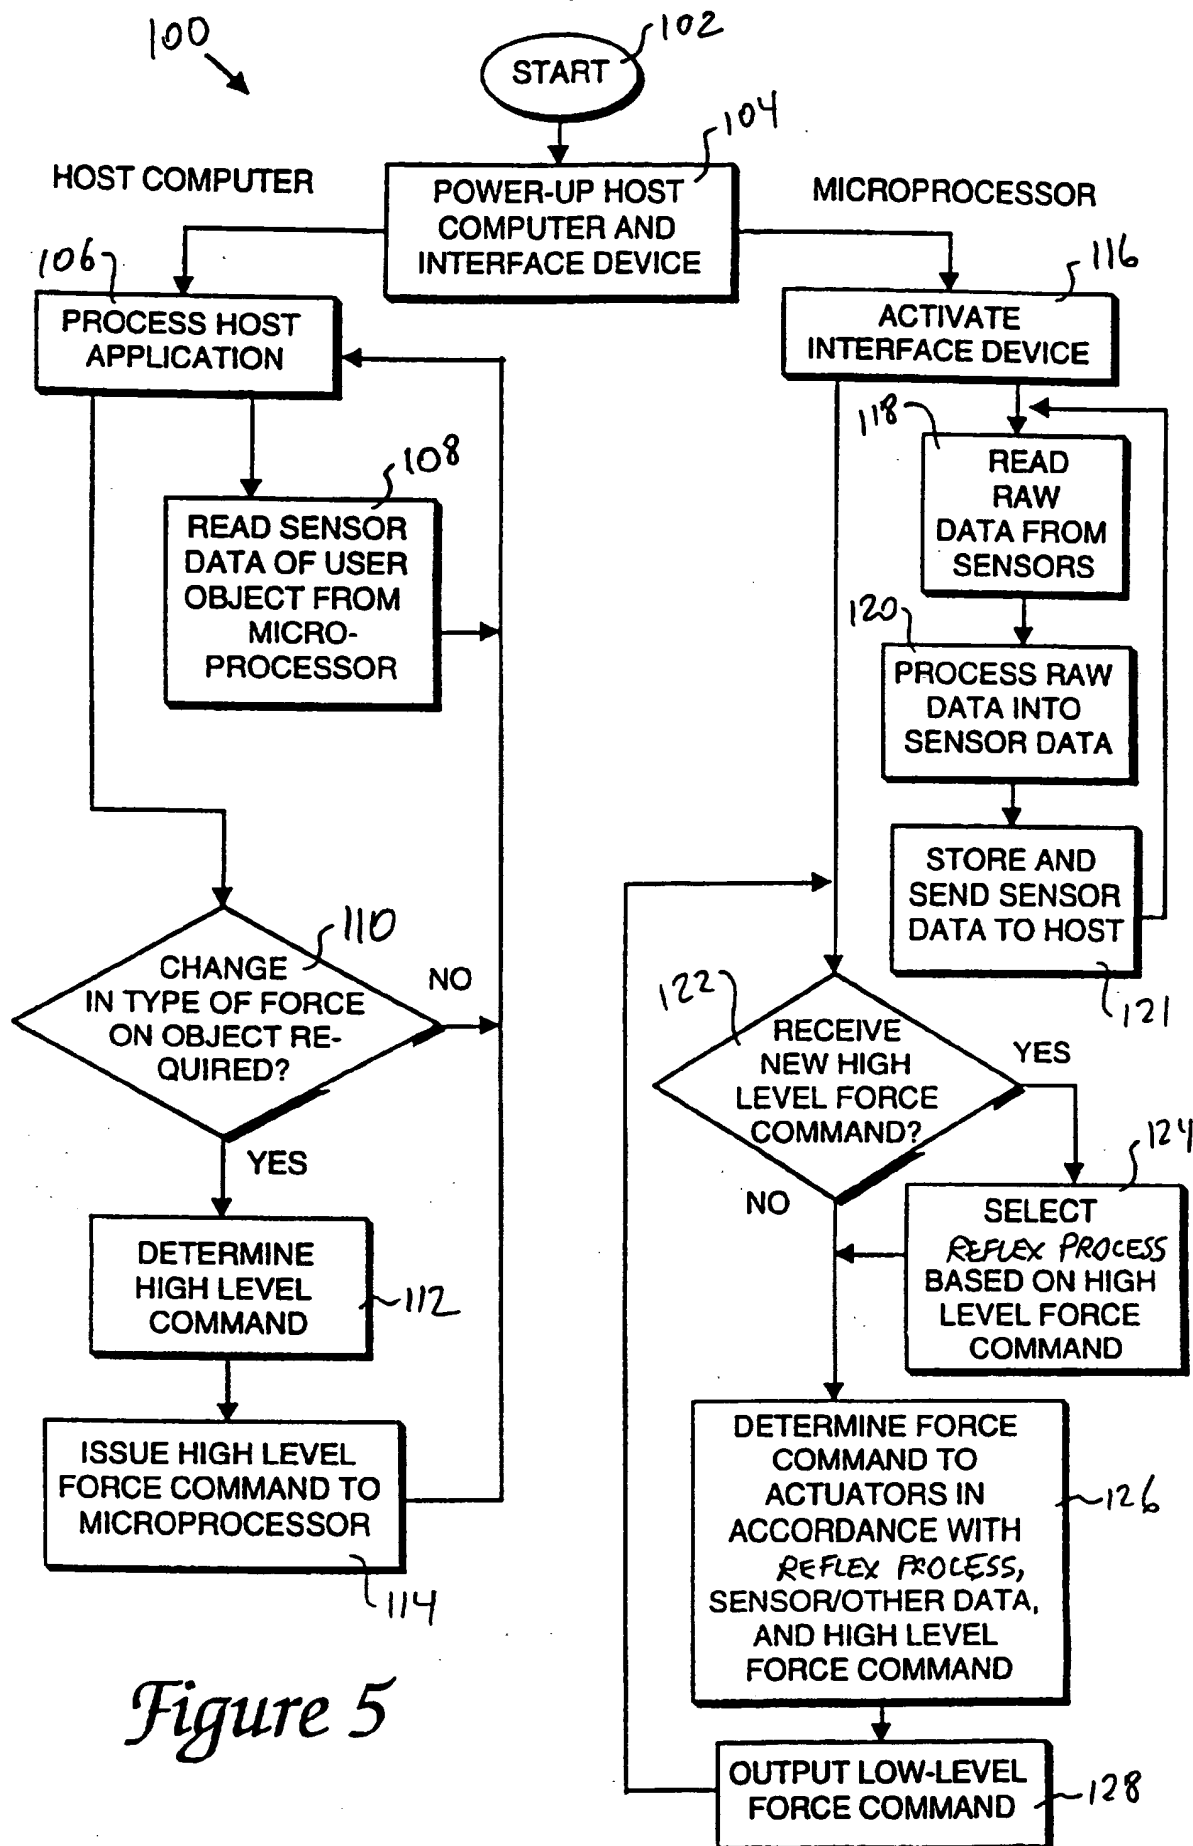 100
102
START
104
HOST COMPUTER
POWER-UP HOST
COMPUTER AND
INTERFACE DEVICE
MICROPROCESSOR
106
PROCESS HOST
APPLICATION
108
READ SENSOR
DATA OF USER
OBJECT FROM
MICRO-
PROCESSOR
110
CHANGE
IN TYPE OF FORCE
ON OBJECT RE-
QUIRED?
NO
YES
DETERMINE
HIGH LEVEL
COMMAND
112
ISSUE HIGH LEVEL
FORCE COMMAND TO
MICROPROCESSOR
114
116
ACTIVATE
INTERFACE DEVICE
118
READ
RAW
DATA FROM
SENSORS
120
PROCESS RAW
DATA INTO
SENSOR DATA
STORE AND
SEND SENSOR
DATA TO HOST
121
122
RECEIVE
NEW HIGH
LEVEL FORCE
COMMAND?
YES
NO
124
SELECT
REFLEX PROCESS
BASED ON HIGH
LEVEL FORCE
COMMAND
DETERMINE FORCE
COMMAND TO
ACTUATORS IN
ACCORDANCE WITH
REFLEX PROCESS,
SENSOR/OTHER DATA,
AND HIGH LEVEL
FORCE COMMAND
126
OUTPUT LOW-LEVEL
FORCE COMMAND
128
Figure 5